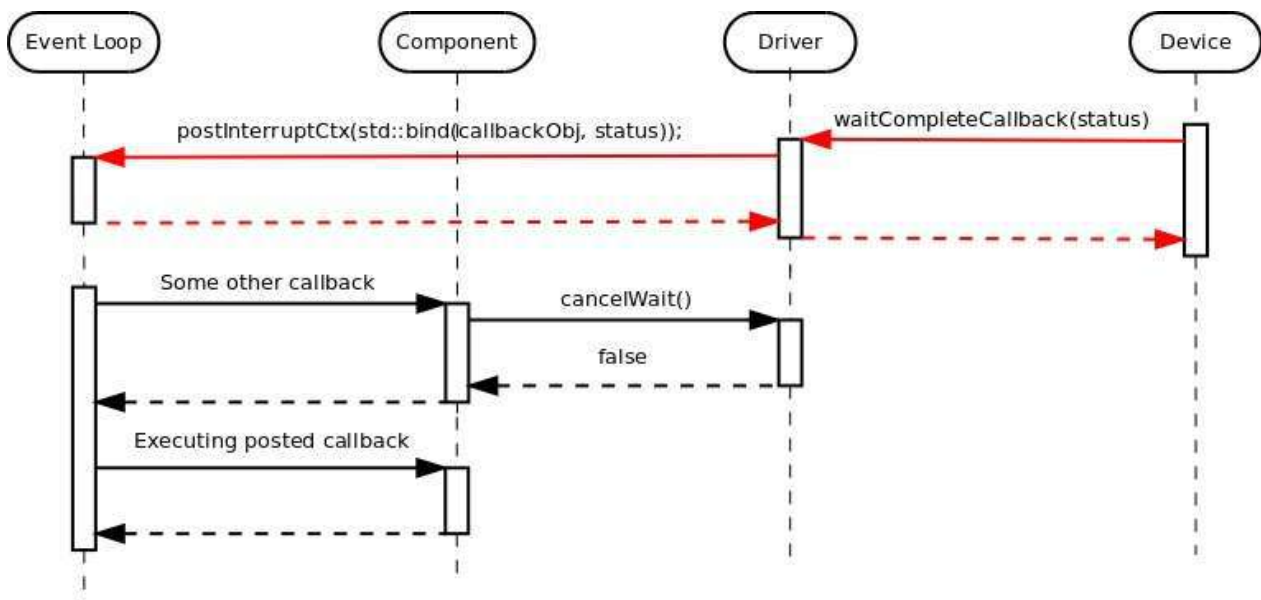 Event Loop
Component
Driver
Device
waitCompleteCallback(status)
postInterruptCtx(std::bind(callbackObj, status));
Some other callback
cancelWait()
false
Executing posted callback